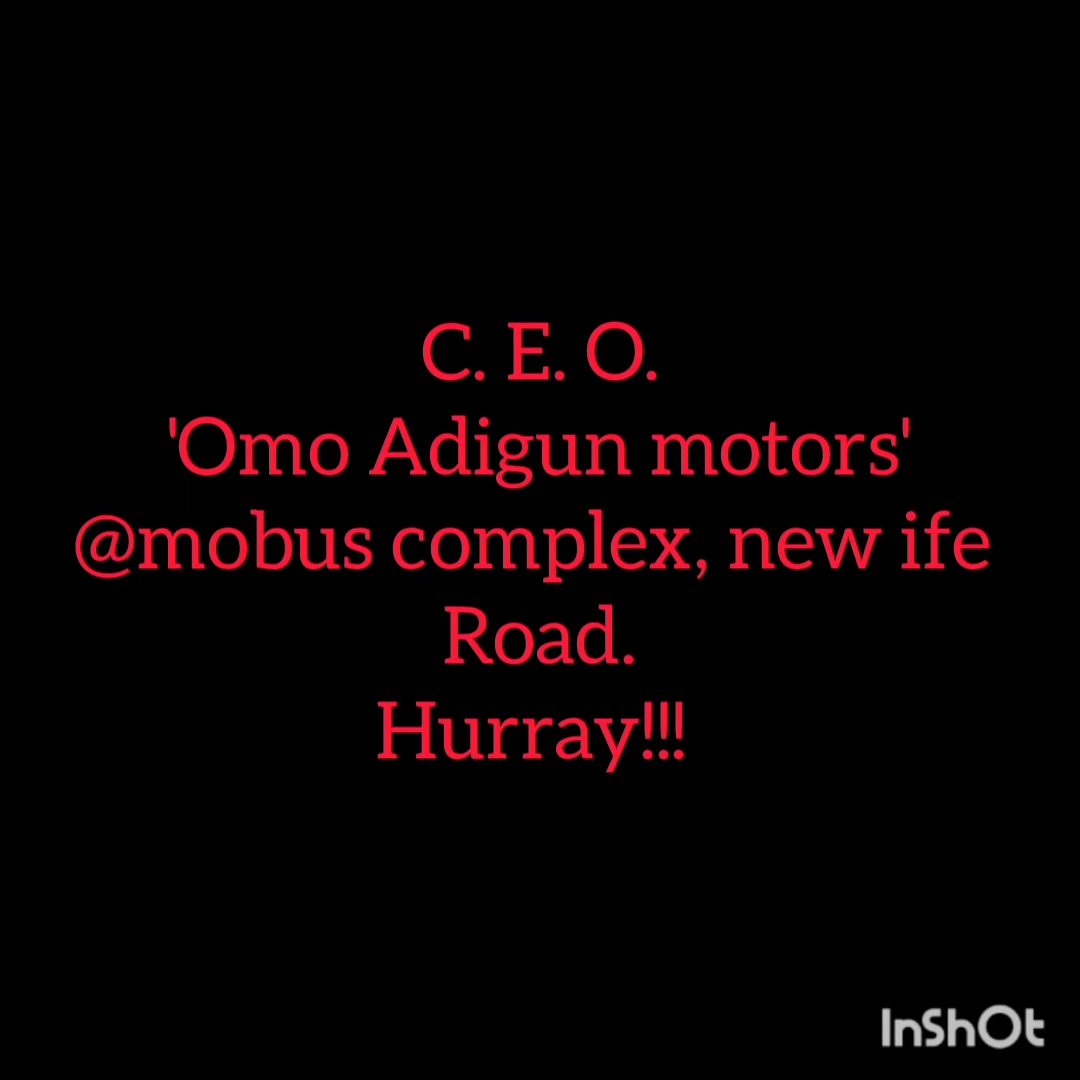 C. E. O.
'Omo Adigun motors'
@mobus complex, new ife
Road.
Hurray!!!
InShOt